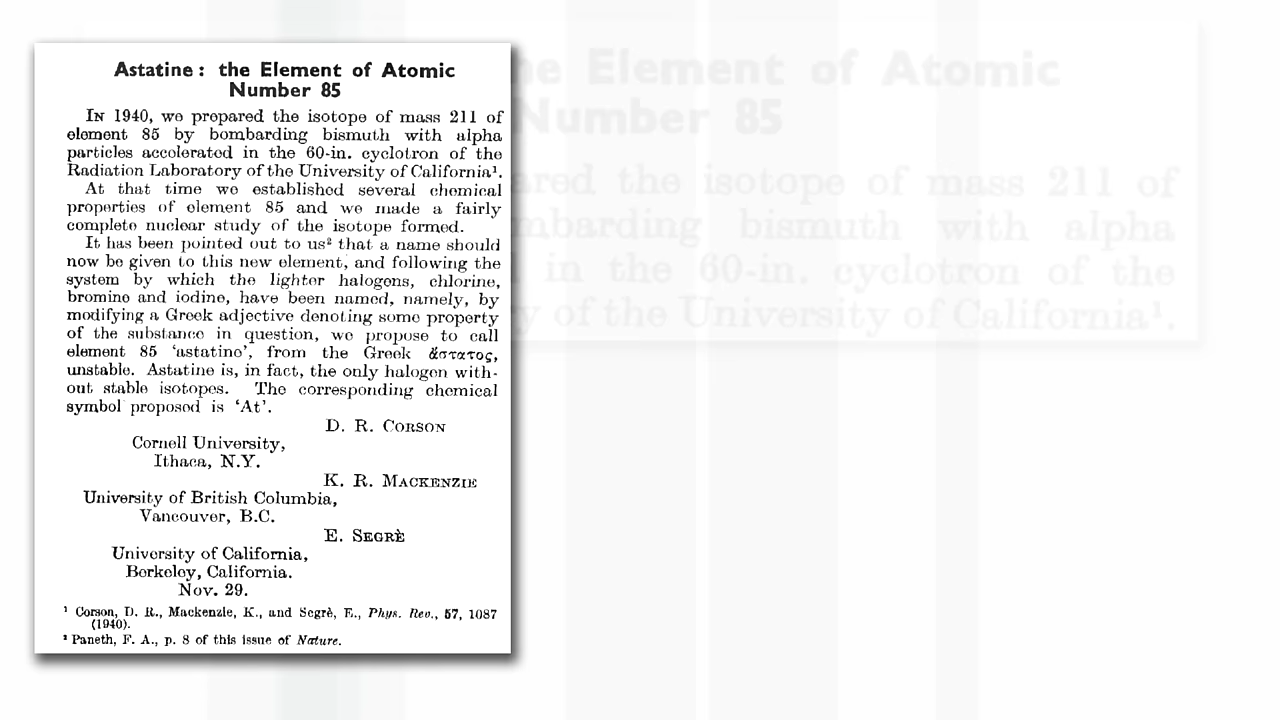 Astatine: the Element of Atomic
Number 85
In 1940, we prepared the isotope of mass 211 of
element 85 by bombarding bismuth with alpha
particles accelerated in the 60-in. cyclotron of the
Radiation Laboratory of the University of California¹.
At that time we established several chemical
properties of element 85 and we made a fairly
complete nuclear study of the isotope formed.
It has been pointed out to us² that a name should
now be given to this new element, and following the
system by which the lighter halogens, chlorine,
bromine and iodine, have been named, namely, by
modifying a Greek adjective denoting some property
of the substance in question, we propose to call
element 85 ‘astatine’, from the Greek ἄστατος,
unstable. Astatine is, in fact, the only halogen with-
out stable isotopes. The corresponding chemical
symbol proposed is ‘At’.
D. R. Corson
Cornell University,
Ithaca, N.Y.
K. R. Mackenzie
University of British Columbia,
Vancouver, B.C.
E. Segrè
University of California,
Berkeley, California.
Nov. 29.
¹ Corson, D. R., Mackenzie, K., and Segrè, E., Phys. Rev., 57, 1087
(1940).
² Paneth, F. A., p. 8 of this issue of Nature.
he Element of Atomic
Number 85
ared the isotope of mass 211 of
mbarding bismuth with alpha
in the 60-in. cyclotron of the
y of the University of California¹.